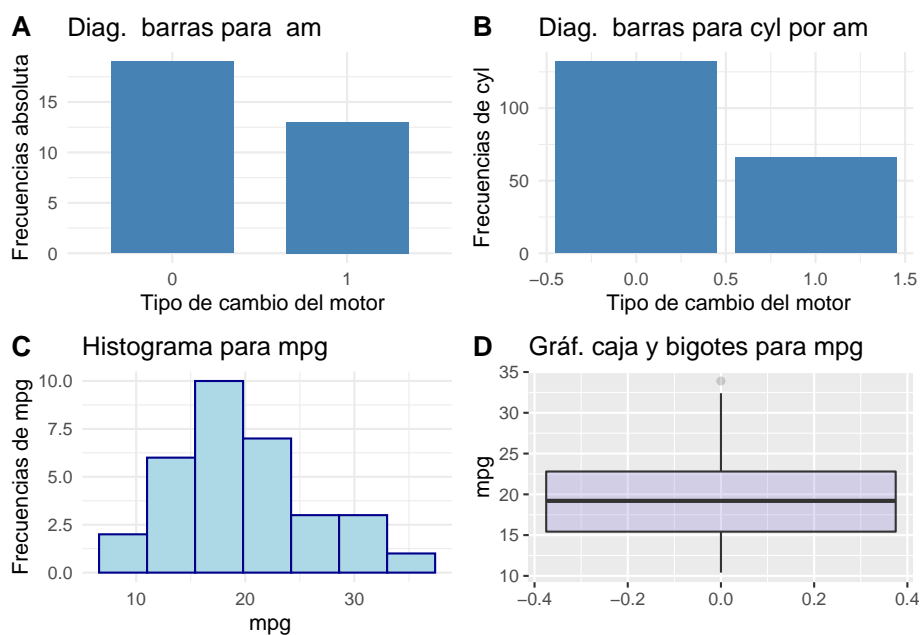 A Diag. barras para am
Frecuencias absoluta
15
10
5
0
0 1
Tipo de cambio del motor
B Diag. barras para cyl por am
Frecuencias de cyl
100
50
0
−0.5 0.0 0.5 1.0 1.5
Tipo de cambio del motor
C Histograma para mpg
Frecuencias de mpg
10.0
7.5
5.0
2.5
0.0
10 20 30
mpg
D Gráf. caja y bigotes para mpg
mpg
35
30
25
20
15
10
−0.4 −0.2 0.0 0.2 0.4